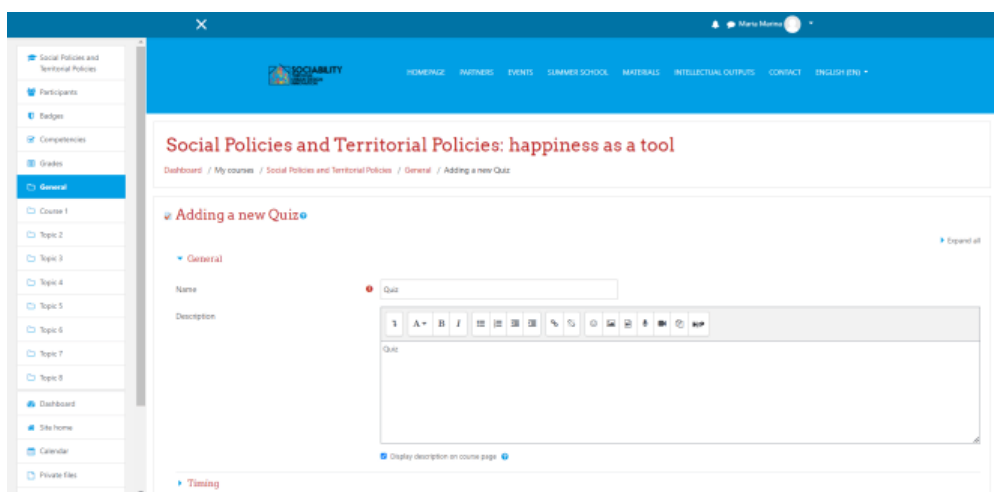 Maria Marina
Social Policies and
Territorial Policies
Participants
Badges
Competencies
Grades
General
Course 1
Topic 2
Topic 3
Topic 4
Topic 5
Topic 6
Topic 7
Topic 8
Dashboard
Site home
Calendar
Private files
SOCIABILITY
HOMEPAGE PARTNERS EVENTS SUMMER SCHOOL MATERIALS INTELLECTUAL OUTPUTS CONTACT ENGLISH (EN)
Social Policies and Territorial Policies: happiness as a tool
Dashboard / My courses / Social Policies and Territorial Policies / General / Adding a new Quiz
Adding a new Quiz
Expand all
General
Name
Quiz
Description
A B I
H-P
Quiz
Display description on course page
Timing